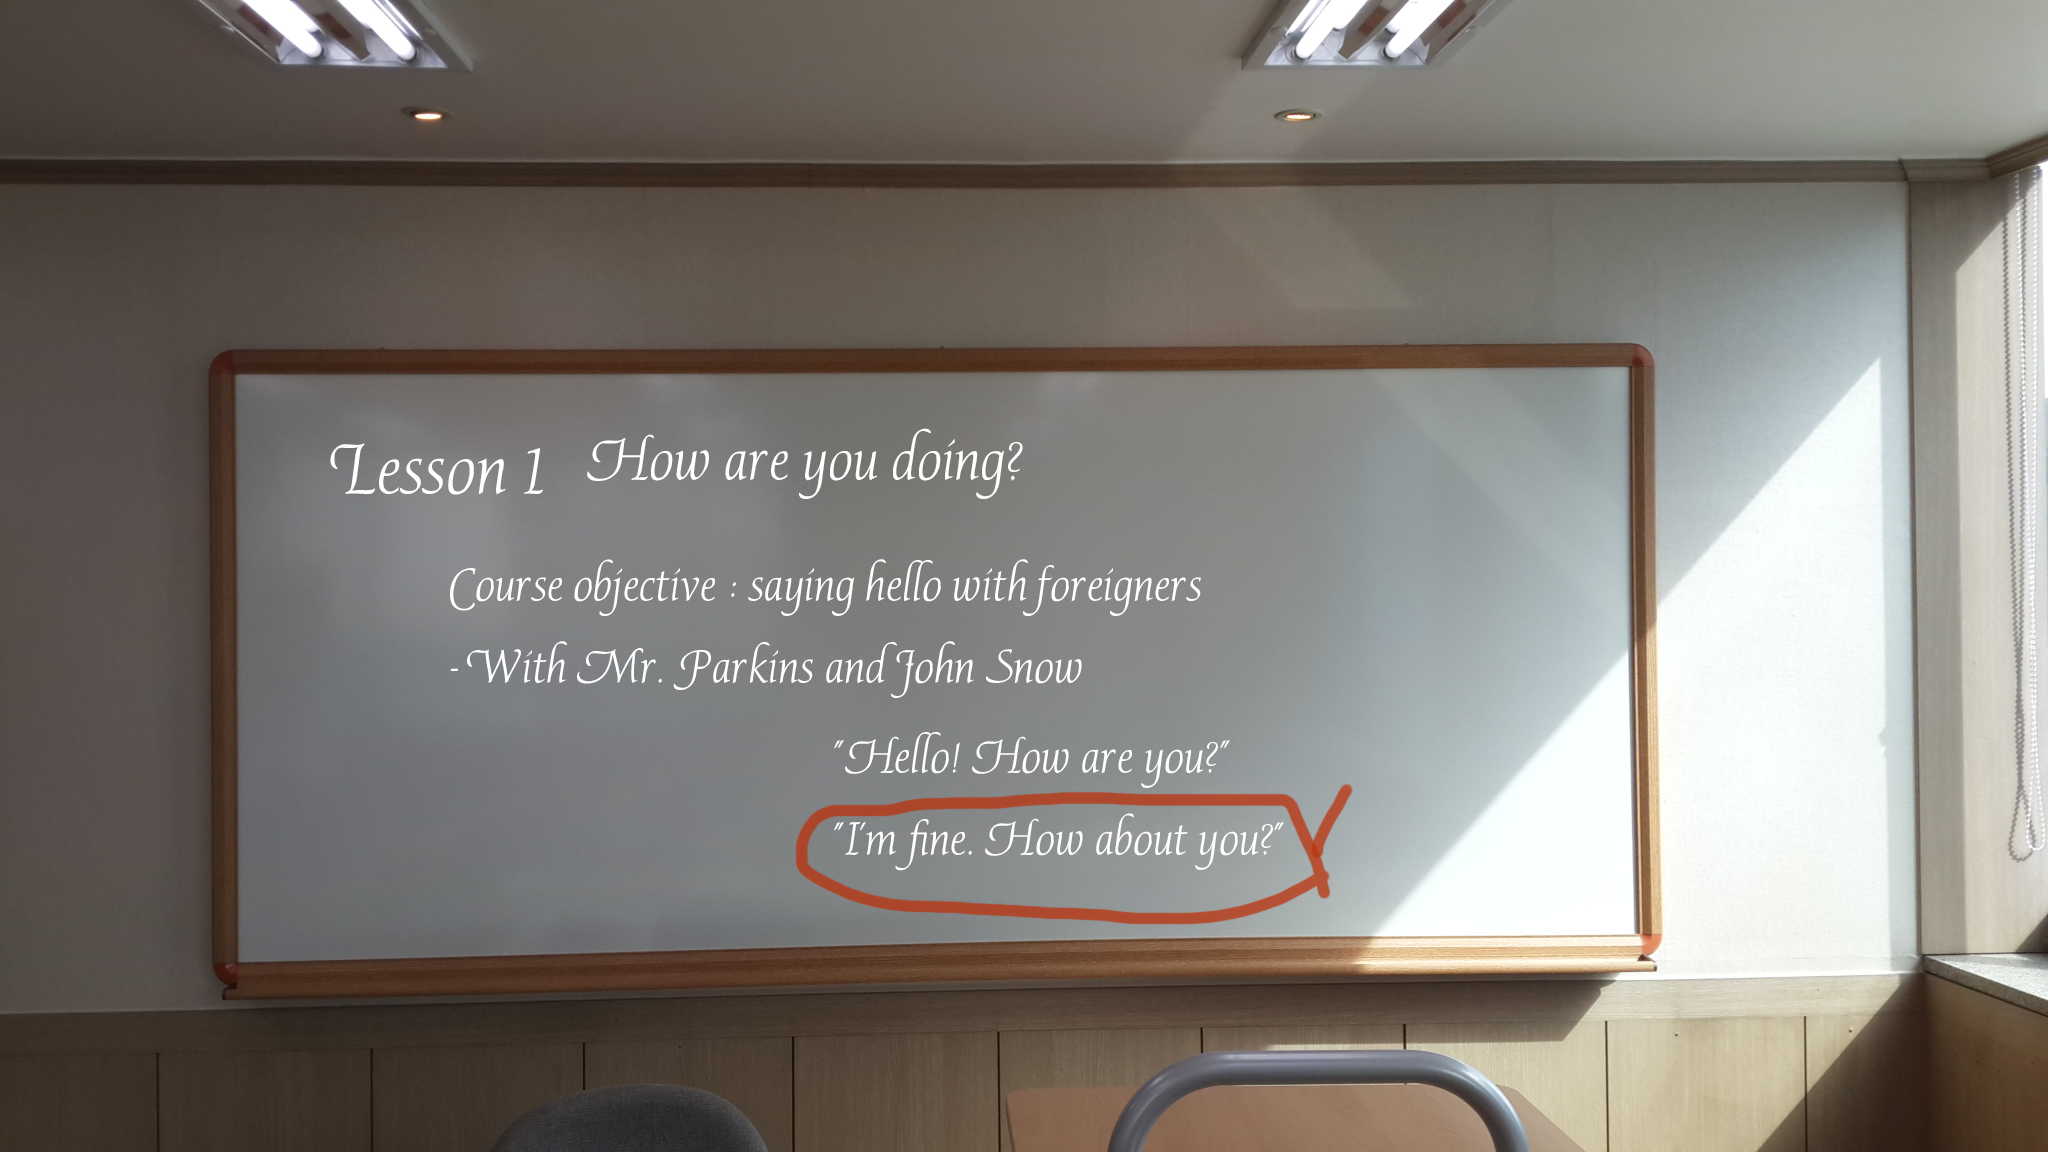 Lesson 1 How are you doing?
Course objective : saying hello with foreigners
- With Mr. Parkins and John Snow
"Hello! How are you?"
"I'm fine. How about you?"